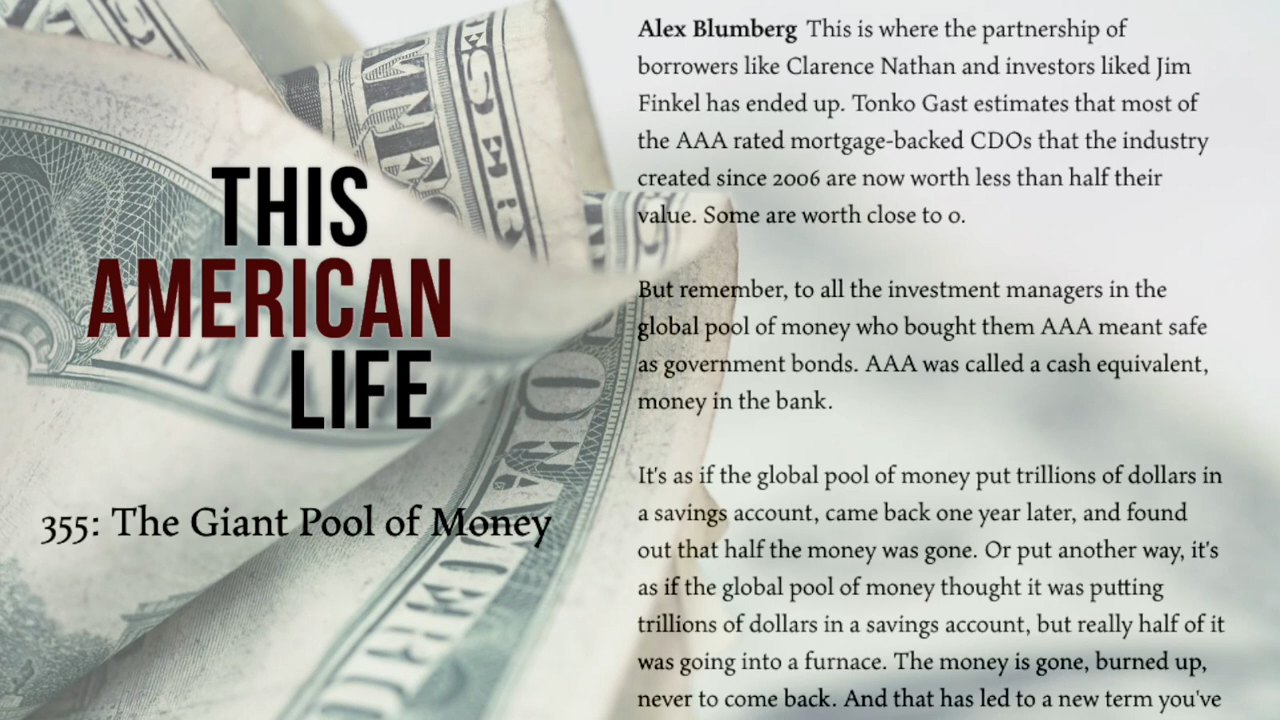 THIS
AMERICAN
LIFE
355: The Giant Pool of Money
Alex Blumberg This is where the partnership of
borrowers like Clarence Nathan and investors liked Jim
Finkel has ended up. Tonko Gast estimates that most of
the AAA rated mortgage-backed CDOs that the industry
created since 2006 are now worth less than half their
value. Some are worth close to 0.
But remember, to all the investment managers in the
global pool of money who bought them AAA meant safe
as government bonds. AAA was called a cash equivalent,
money in the bank.
It's as if the global pool of money put trillions of dollars in
a savings account, came back one year later, and found
out that half the money was gone. Or put another way, it's
as if the global pool of money thought it was putting
trillions of dollars in a savings account, but really half of it
was going into a furnace. The money is gone, burned up,
never to come back. And that has led to a new term you've